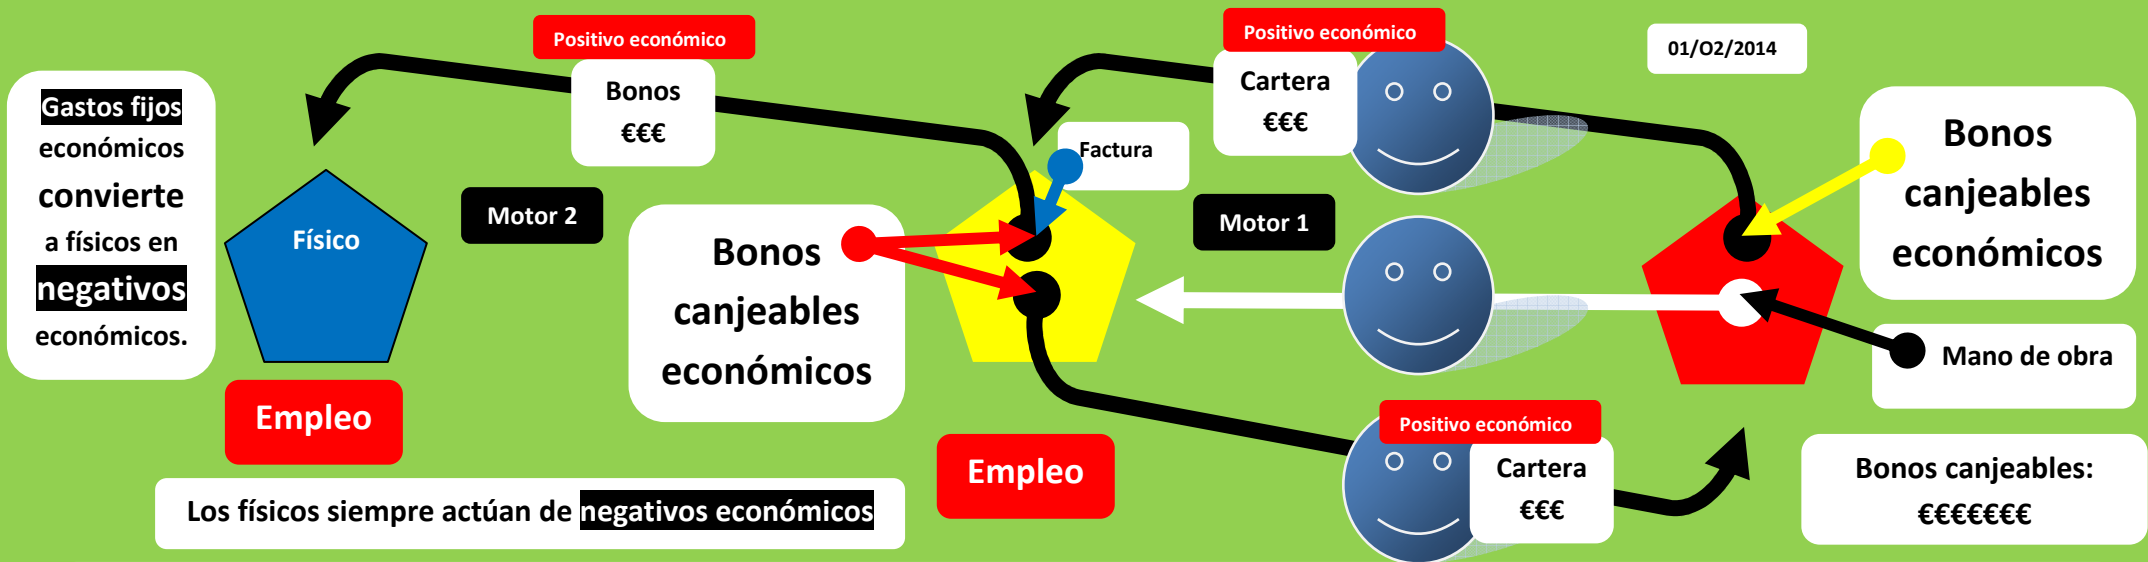 Positivo económico
Bonos
€€€
Positivo económico
Cartera
€€€
01/O2/2014
Gastos fijos
económicos
convierte
a físicos en
negativos
económicos.
Físico
Motor 2
Factura
Motor 1
Bonos
canjeables
económicos
Bonos
canjeables
económicos
Mano de obra
Empleo
Empleo
Positivo económico
Cartera
€€€
Bonos canjeables:
€€€€€€€
Los físicos siempre actúan de negativos económicos